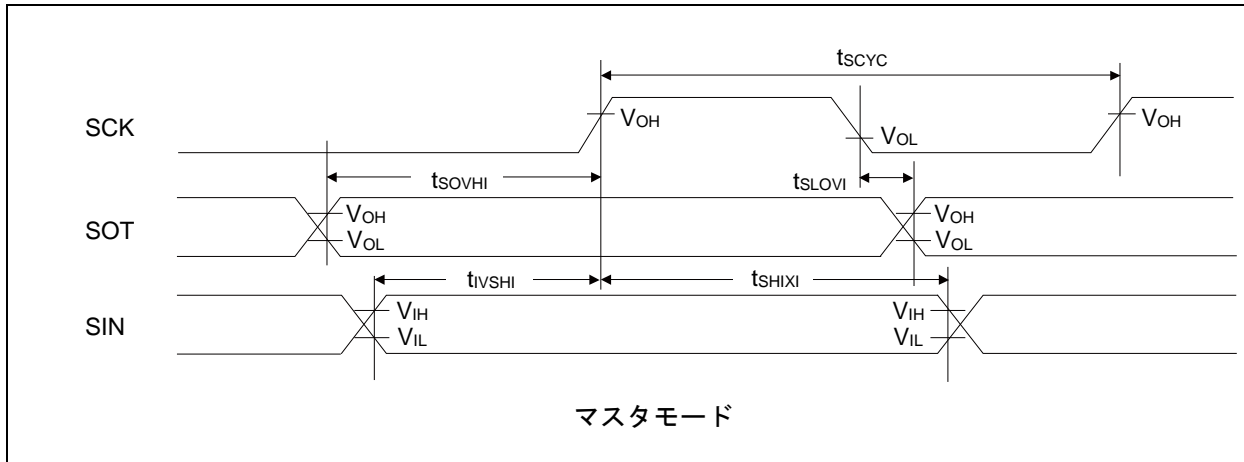 tSCYC
SCK
VOH
VOL
VOH
tSOVHI
tSLOVI
SOT
VOH
VOL
VOH
VOL
tIVSHI
tSHIXI
SIN
VIH
VIL
VIH
VIL
マスタモード